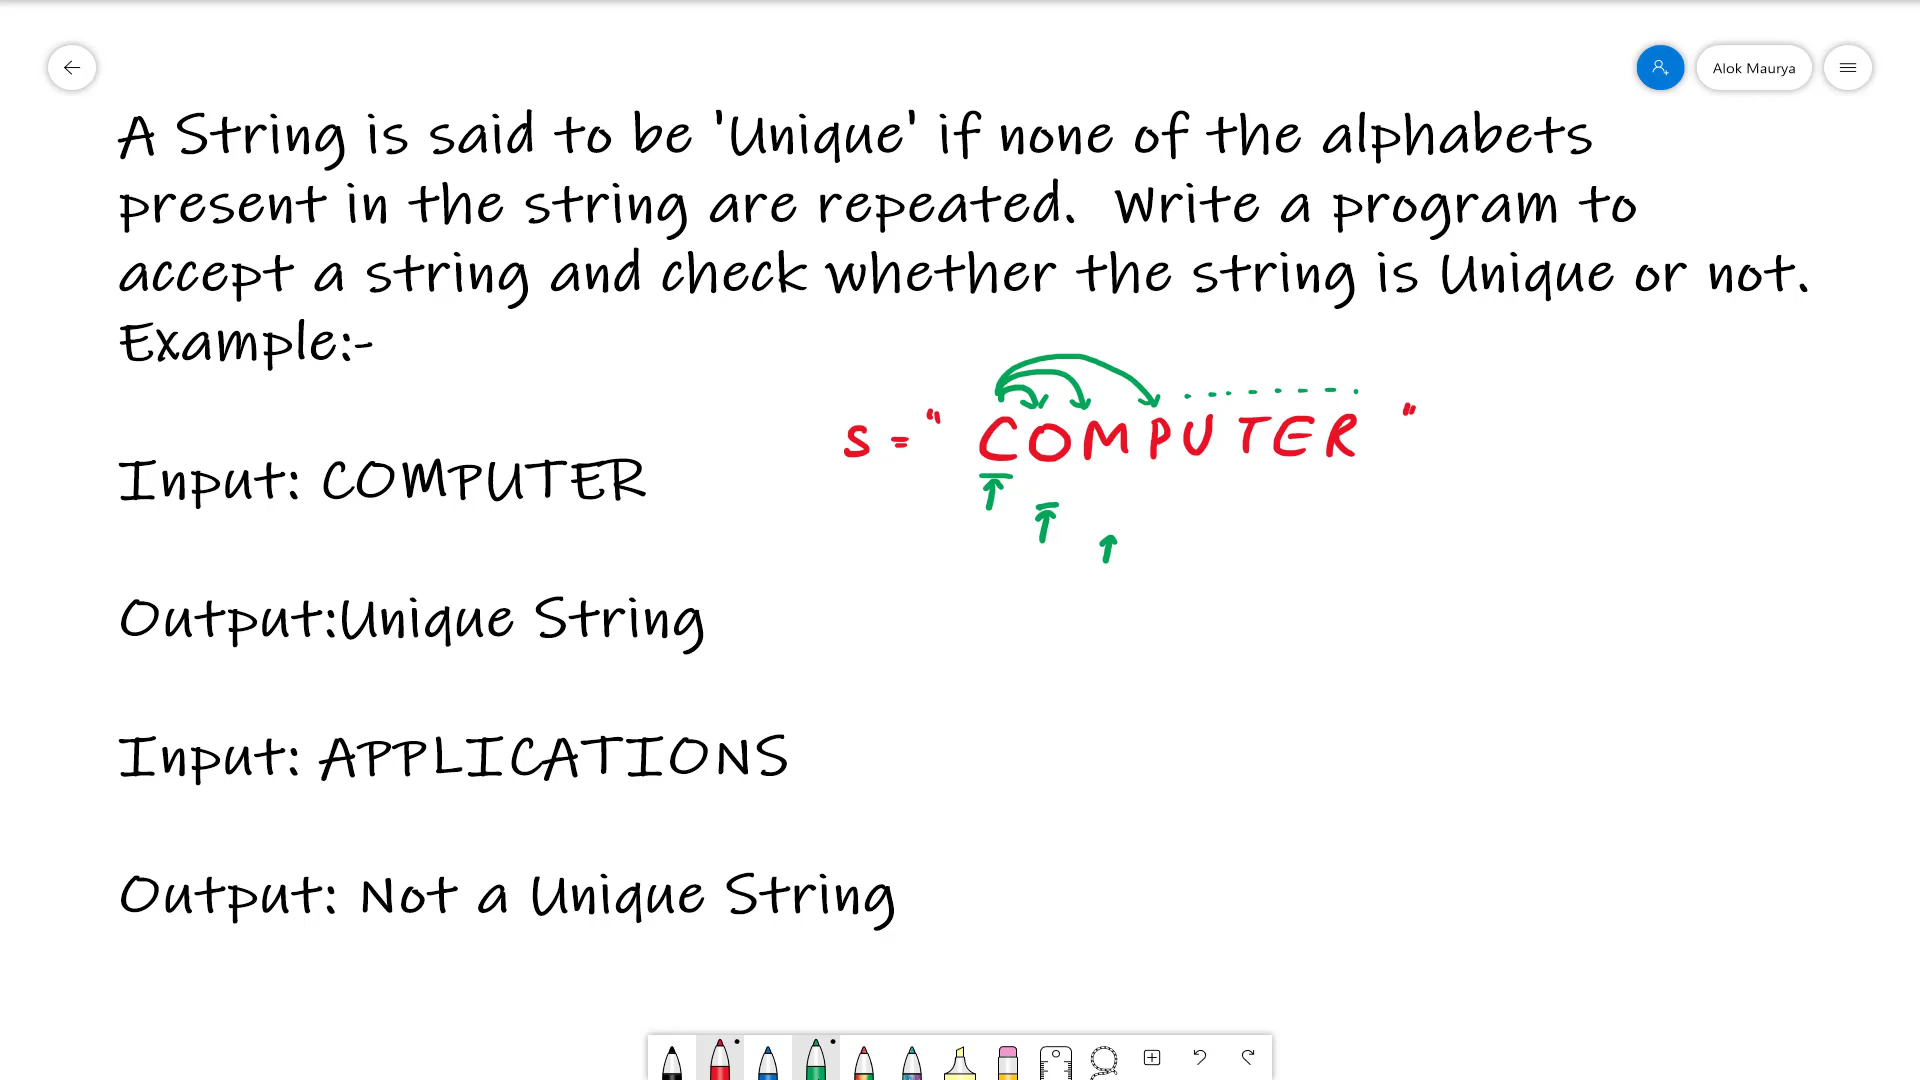 Alok Maurya
A String is said to be 'Unique' if none of the alphabets
present in the string are repeated. Write a program to
accept a string and check whether the string is Unique or not.
Example:-
S = " COMPUTER "
Input: COMPUTER
Output:Unique String
Input: APPLICATIONS
Output: Not a Unique String